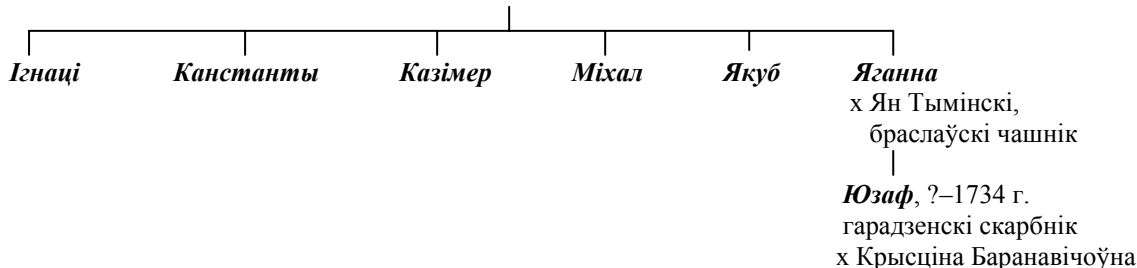 Ігнаці Канстанты Казімер Міхал Якуб Яганна
х Ян Тымінскі,
браслаўскі чашнік
Юзаф, ?–1734 г.
гарадзенскі скарбнік
х Крысціна Баранавічоўна